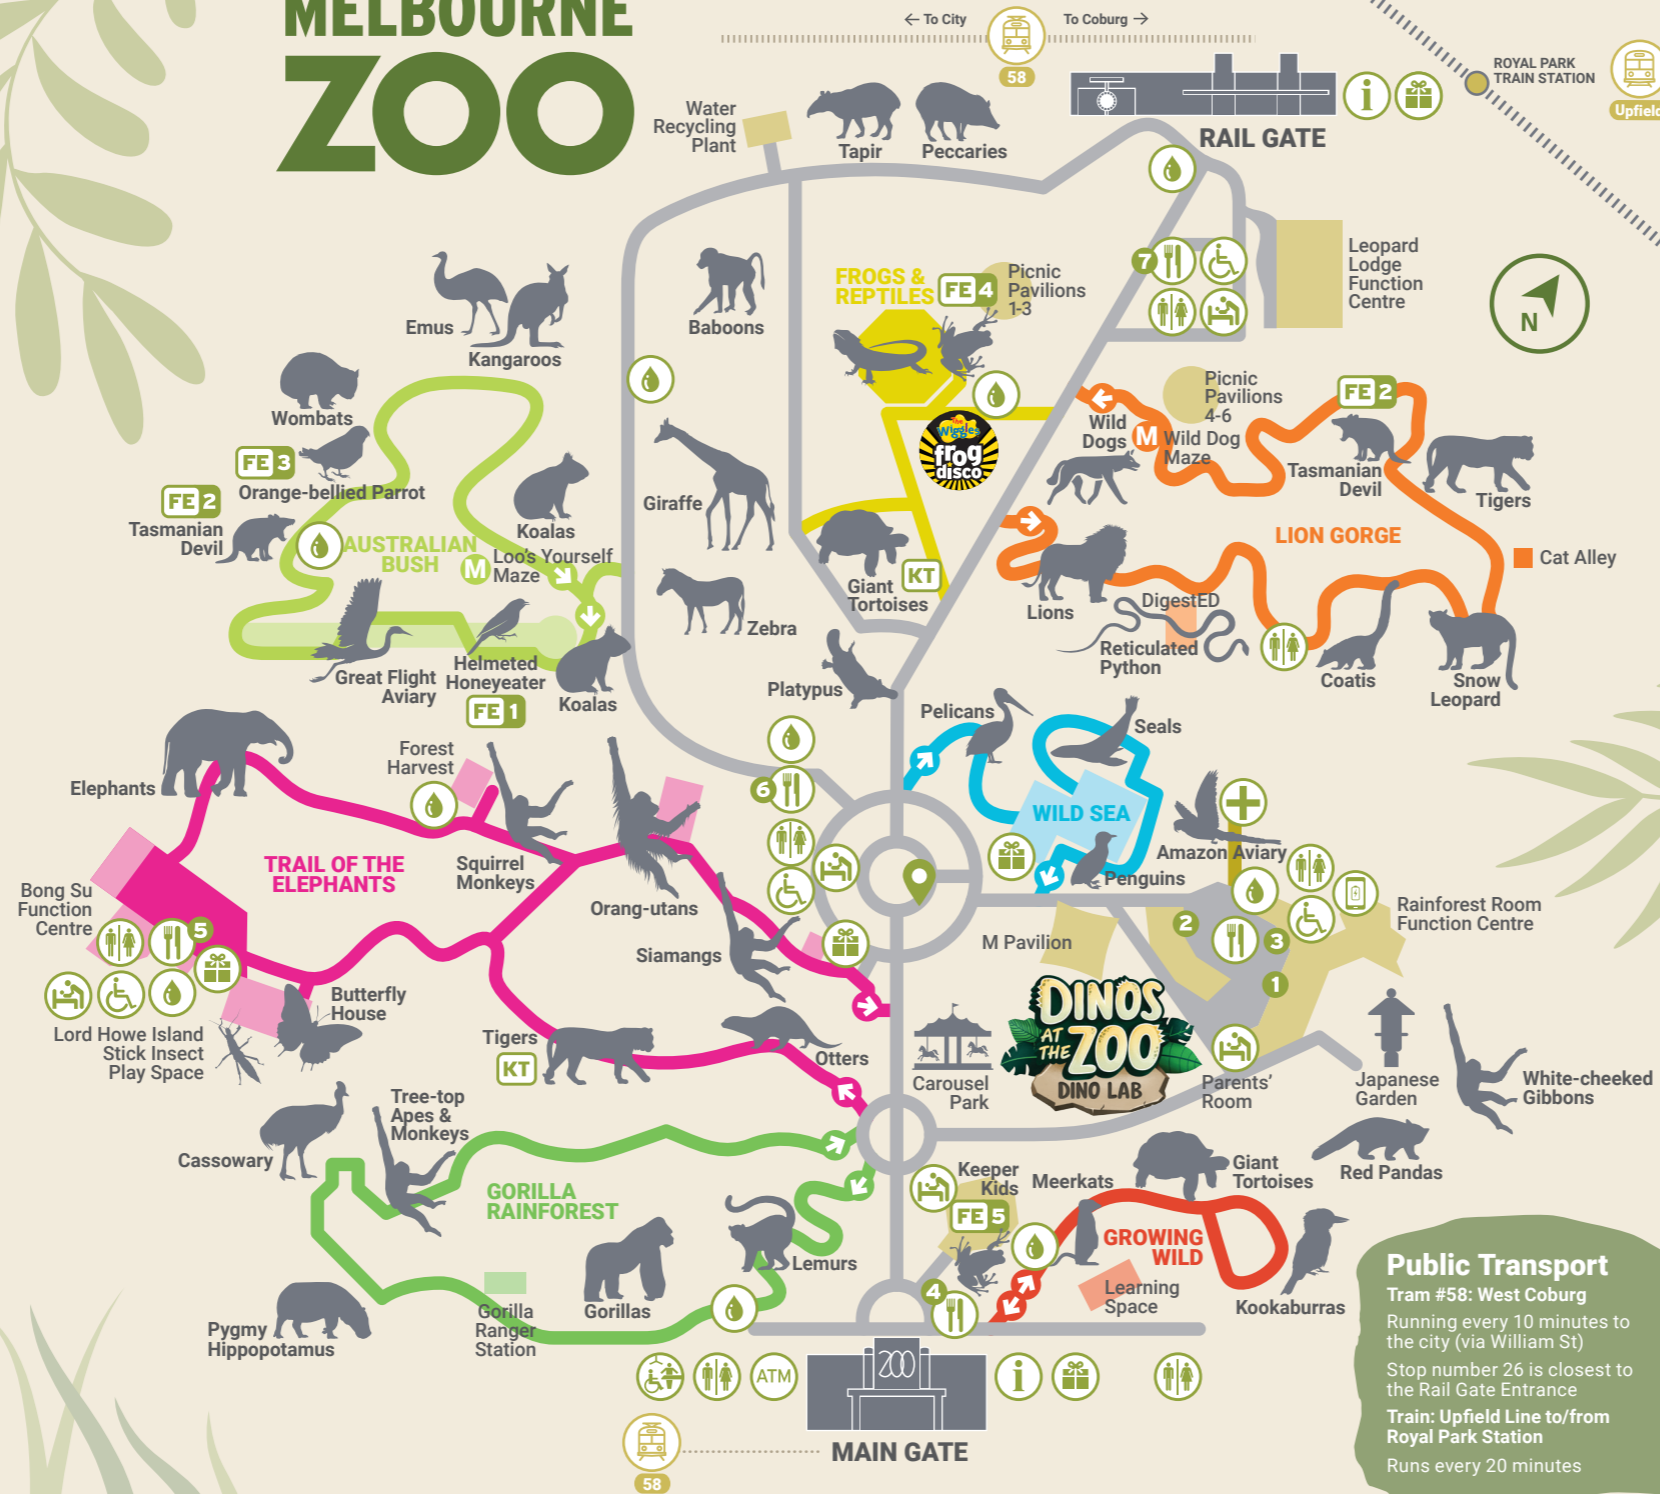 MELBOURNE
ZOO
To City
To Coburg
58
ROYAL PARK
TRAIN STATION
Upfield
RAIL GATE
Water
Recycling
Plant
Tapir
Peccaries
7
Leopard
Lodge
Function
Centre
N
Emus
Kangaroos
Baboons
FROGS &
REPTILES
FE 4
Picnic
Pavilions
1-3
The
Wiggles
frog
disco
Wombats
FE 3
Orange-bellied Parrot
FE 2
Tasmanian
Devil
Koalas
AUSTRALIAN
BUSH
M
Loo's Yourself
Maze
Giraffe
Zebra
Giant
Tortoises
KT
Great Flight
Aviary
Helmeted
Honeyeater
FE 1
Koalas
Platypus
Wild
Dogs
M
Wild Dog
Maze
Picnic
Pavilions
4-6
FE 2
Tasmanian
Devil
Tigers
LION GORGE
Cat Alley
Lions
DigestED
Reticulated
Python
Coatis
Snow
Leopard
Elephants
Forest
Harvest
TRAIL OF THE
ELEPHANTS
Squirrel
Monkeys
Orang-utans
Siamangs
6
Bong Su
Function
Centre
5
Butterfly
House
Lord Howe Island
Stick Insect
Play Space
Tigers
KT
Otters
Pelicans
Seals
WILD SEA
Penguins
Amazon Aviary
M Pavilion
2
3
1
Rainforest Room
Function Centre
DINOS
AT
THE
ZOO
DINO LAB
Carousel
Park
Parents'
Room
Japanese
Garden
White-cheeked
Gibbons
Red Pandas
Cassowary
Tree-top
Apes &
Monkeys
GORILLA
RAINFOREST
Lemurs
Gorillas
Gorilla
Ranger
Station
Pygmy
Hippopotamus
Keeper
Kids
FE 5
Meerkats
Giant
Tortoises
GROWING
WILD
Learning
Space
Kookaburras
4
ATM
ZOO
i
i
MAIN GATE
58
Public Transport
Tram #58: West Coburg
Running every 10 minutes to
the city (via William St)
Stop number 26 is closest to
the Rail Gate Entrance
Train: Upfield Line to/from
Royal Park Station
Runs every 20 minutes